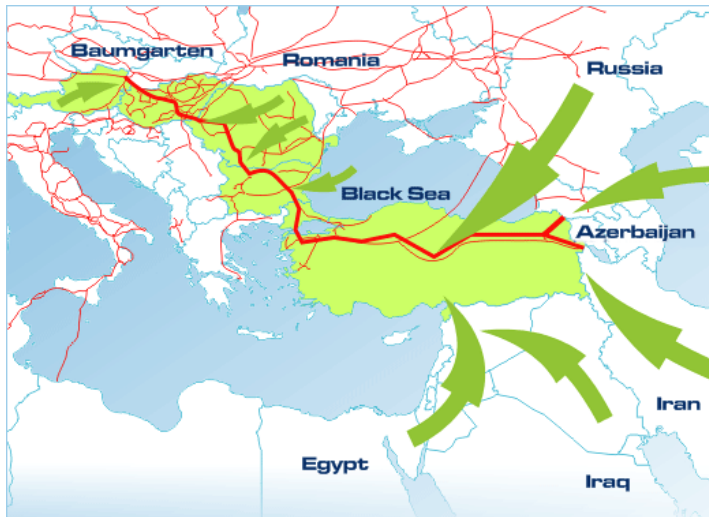 Baumgarten
Romania
Russia
Black Sea
Azerbaijan
Iran
Egypt
Iraq